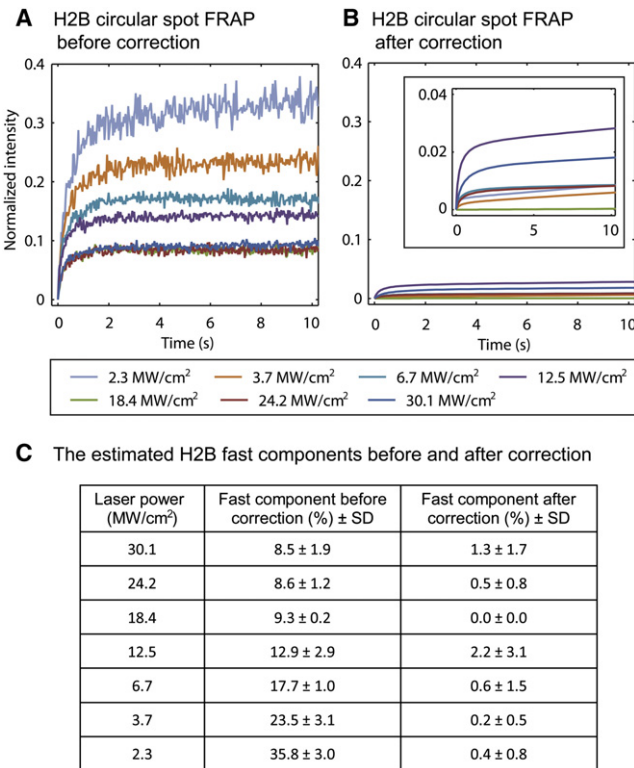 A H2B circular spot FRAP
before correction
0.4
0.3
0.2
0.1
0
Normalized intensity
0 2 4 6 8 10
Time (s)
B H2B circular spot FRAP
after correction
0.4
0.3
0.2
0.1
0
0.04
0.02
0
0 5 10
0 2 4 6 8 10
Time (s)
2.3 MW/cm² 3.7 MW/cm² 6.7 MW/cm² 12.5 MW/cm²
18.4 MW/cm² 24.2 MW/cm² 30.1 MW/cm²
C The estimated H2B fast components before and after correction
Laser power Fast component before Fast component after
(MW/cm²) correction (%) ± SD correction (%) ± SD
30.1 8.5 ± 1.9 1.3 ± 1.7
24.2 8.6 ± 1.2 0.5 ± 0.8
18.4 9.3 ± 0.2 0.0 ± 0.0
12.5 12.9 ± 2.9 2.2 ± 3.1
6.7 17.7 ± 1.0 0.6 ± 1.5
3.7 23.5 ± 3.1 0.2 ± 0.5
2.3 35.8 ± 3.0 0.4 ± 0.8